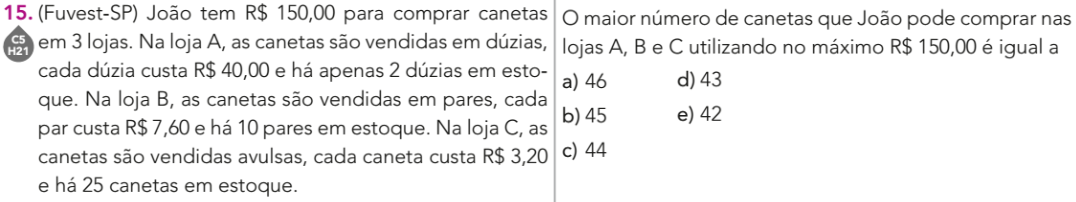 15. (Fuvest-SP) João tem R$ 150,00 para comprar canetas
C5
H21
em 3 lojas. Na loja A, as canetas são vendidas em dúzias,
cada dúzia custa R$ 40,00 e há apenas 2 dúzias em esto-
que. Na loja B, as canetas são vendidas em pares, cada
par custa R$ 7,60 e há 10 pares em estoque. Na loja C, as
canetas são vendidas avulsas, cada caneta custa R$ 3,20
e há 25 canetas em estoque.
O maior número de canetas que João pode comprar nas
lojas A, B e C utilizando no máximo R$ 150,00 é igual a
a) 46
b) 45
c) 44
d) 43
e) 42